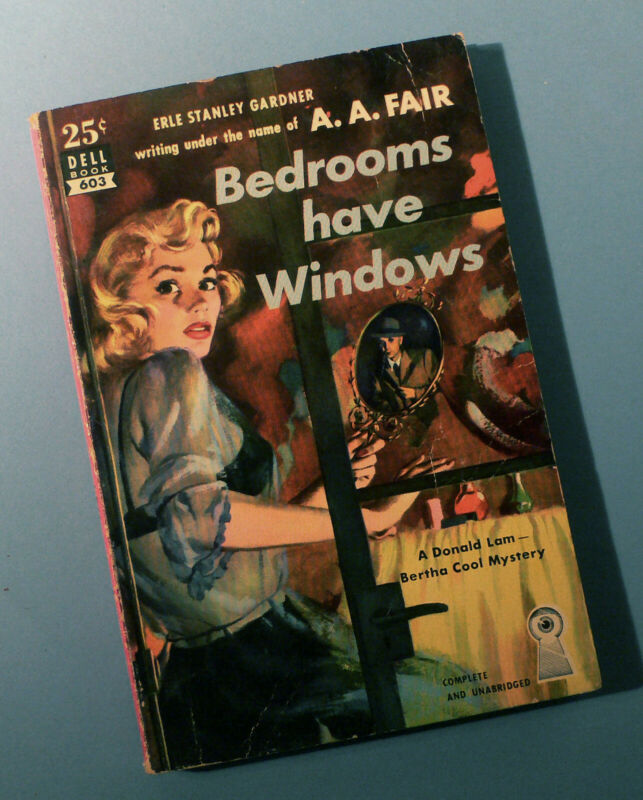 25¢
DELL
BOOK
603
ERLE STANLEY GARDNER
writing under the name of A. A. FAIR
Bedrooms
have
Windows
A Donald Lam—
Bertha Cool Mystery
COMPLETE
AND UNABRIDGED